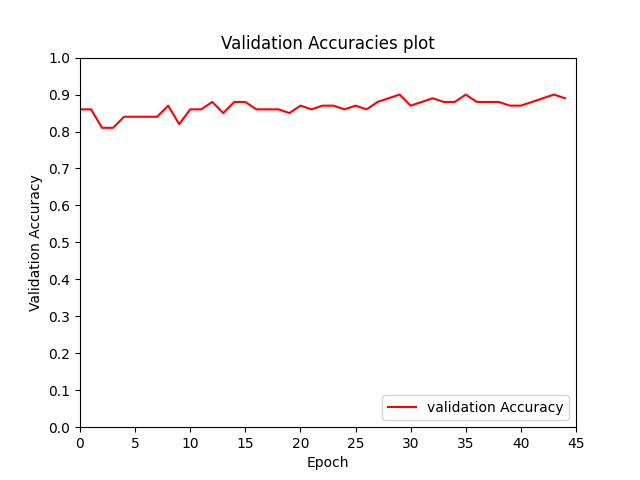 Validation Accuracies plot
1.0
0.9
0.8
0.7
0.6
0.5
0.4
0.3
0.2
0.1
0.0
Validation Accuracy
validation Accuracy
0 5 10 15 20 25 30 35 40 45
Epoch